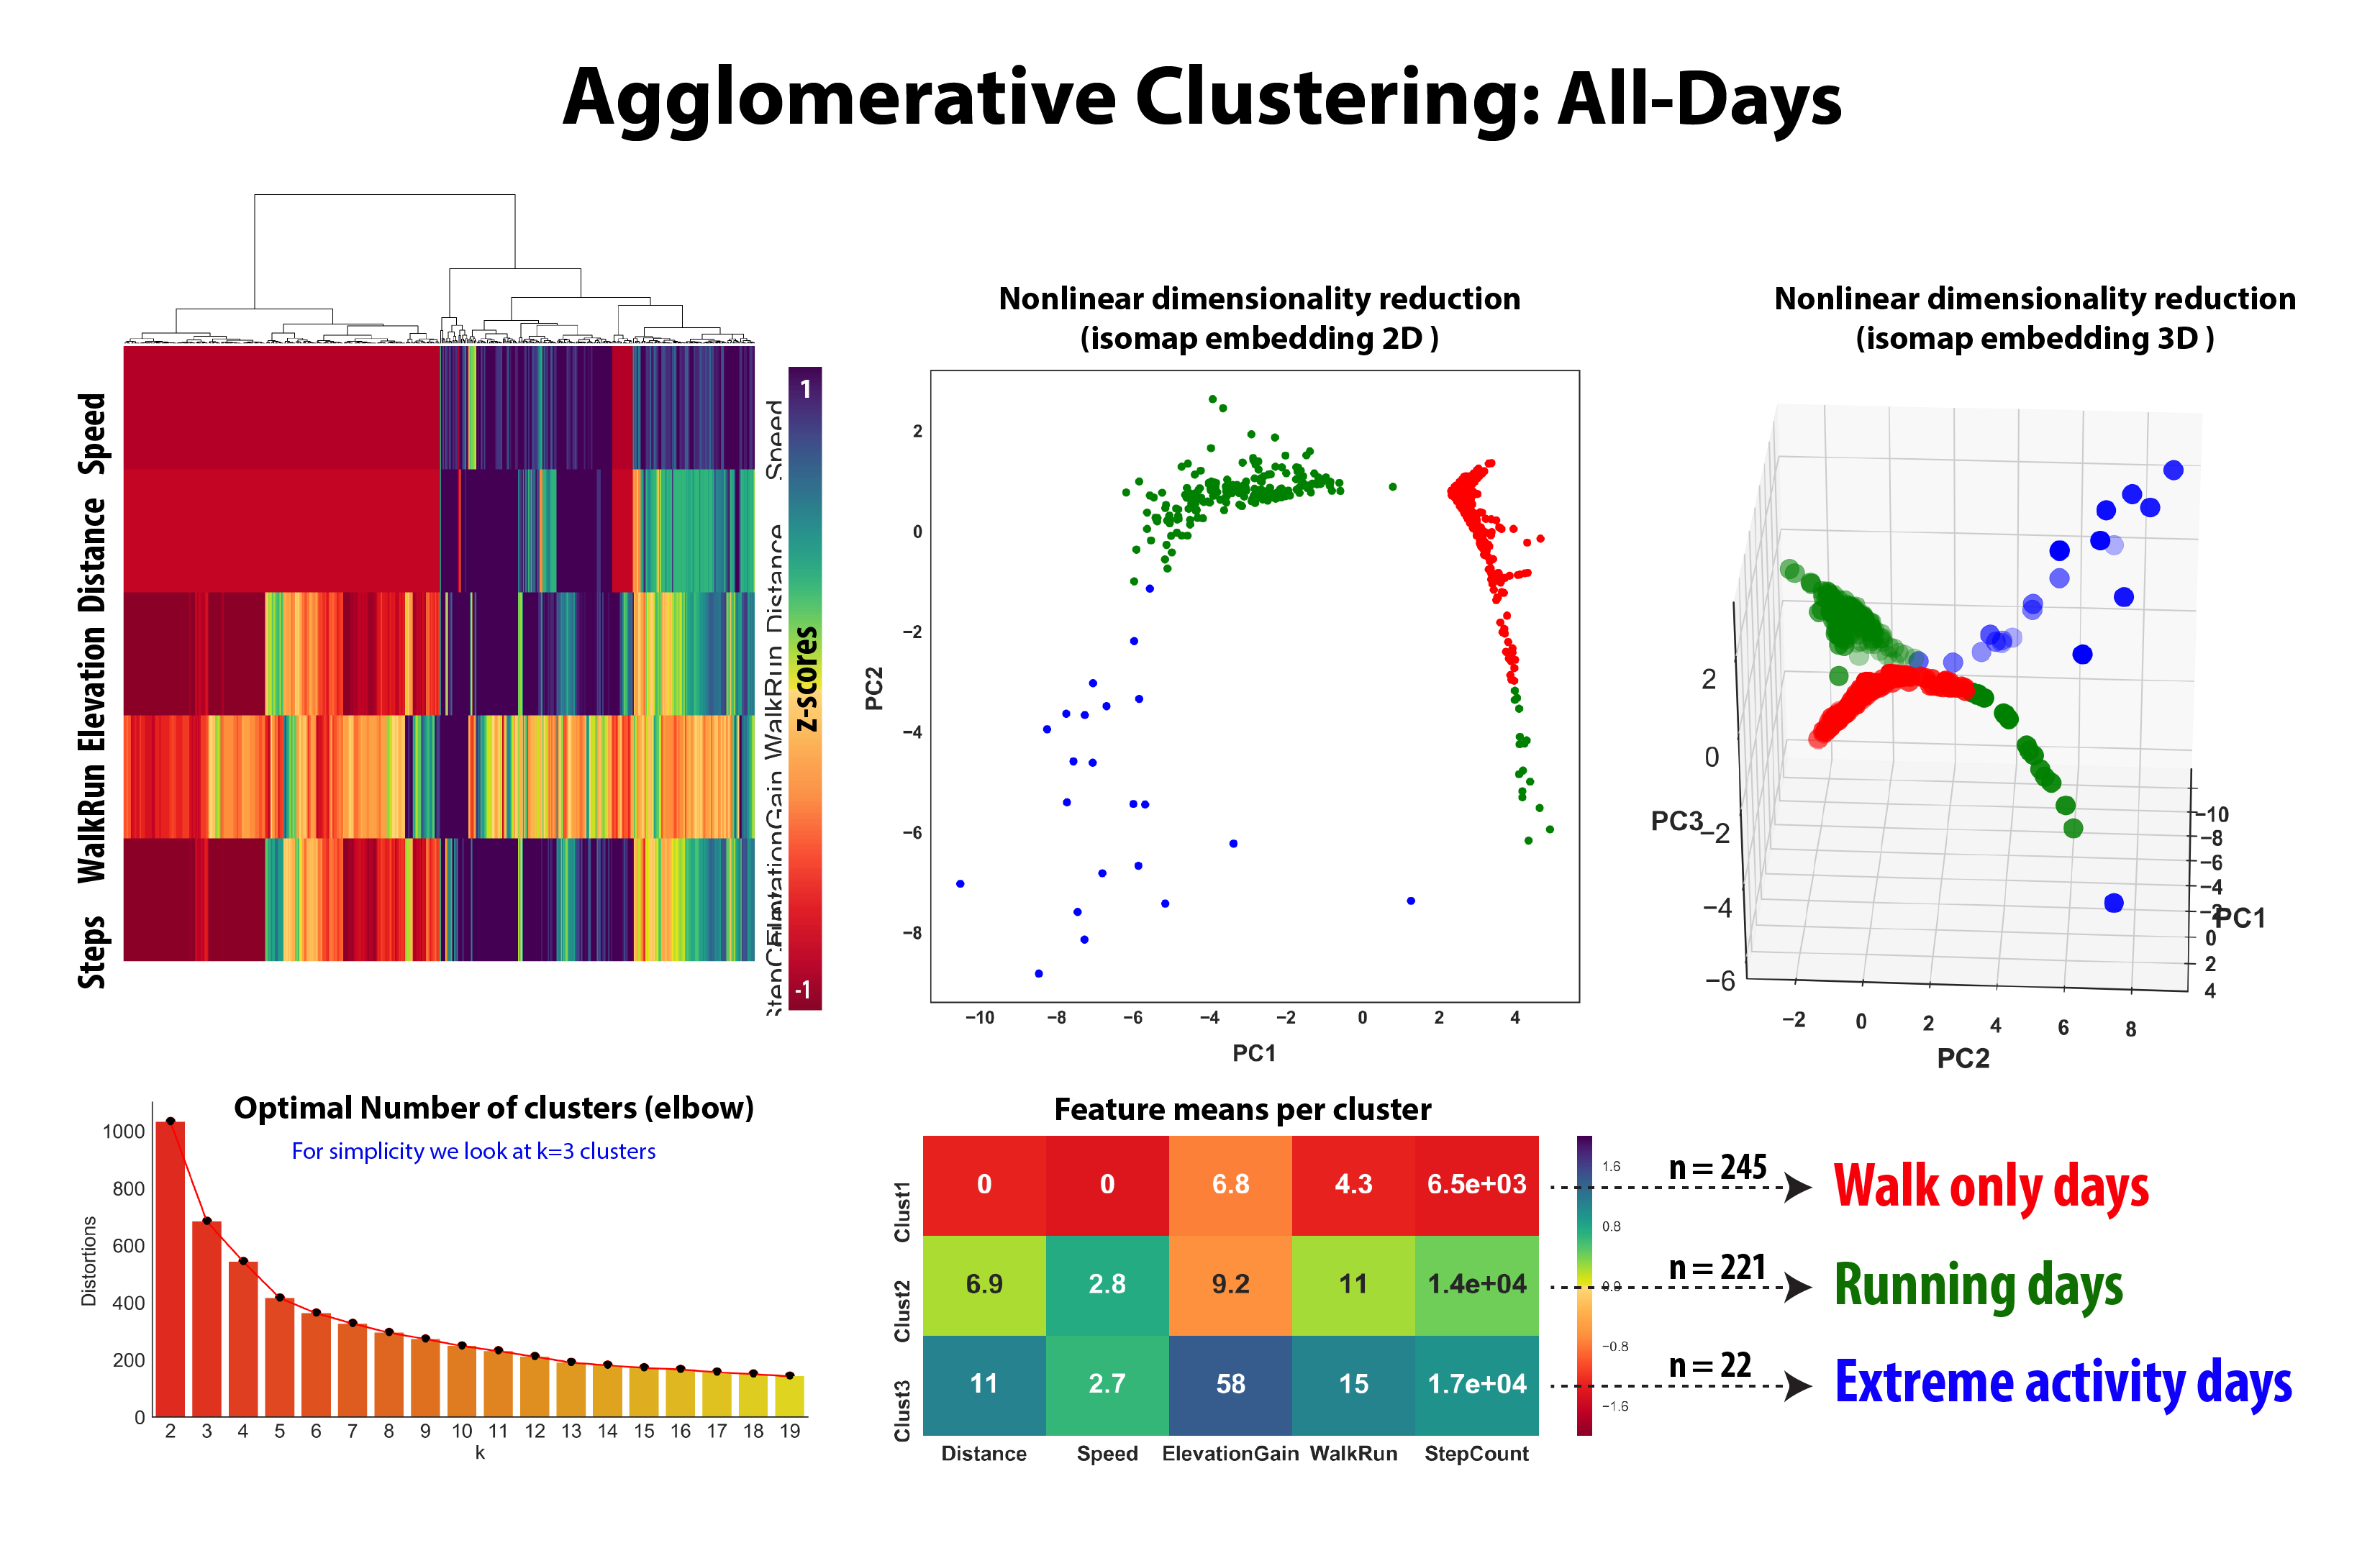 Agglomerative Clustering: All-Days
Speed
Distance
Elevation
WalkRun
Steps
Speed
Distance
WalkRun
1
z-scores
-1
Nonlinear dimensionality reduction
(isomap embedding 2D )
PC2
2
0
−2
−4
−6
−8
−10
−8
−6
−4
−2
0
2
4
PC1
Nonlinear dimensionality reduction
(isomap embedding 3D )
PC3
2
0
−2
−4
−6
−2
0
2
4
6
8
PC2
−10
−8
−6
−4
−2
0
2
4
PC1
Optimal Number of clusters (elbow)
For simplicity we look at k=3 clusters
Distortions
1000
800
600
400
200
0
2 3 4 5 6 7 8 9 10 11 12 13 14 15 16 17 18 19
k
Feature means per cluster
Clust1
0 0 6.8 4.3 6.5e+03
Clust2
6.9 2.8 9.2 11 1.4e+04
Clust3
11 2.7 58 15 1.7e+04
Distance Speed ElevationGain WalkRun StepCount
1.6
0.8
0.0
−0.8
−1.6
n = 245
Walk only days
n = 221
Running days
n = 22
Extreme activity days